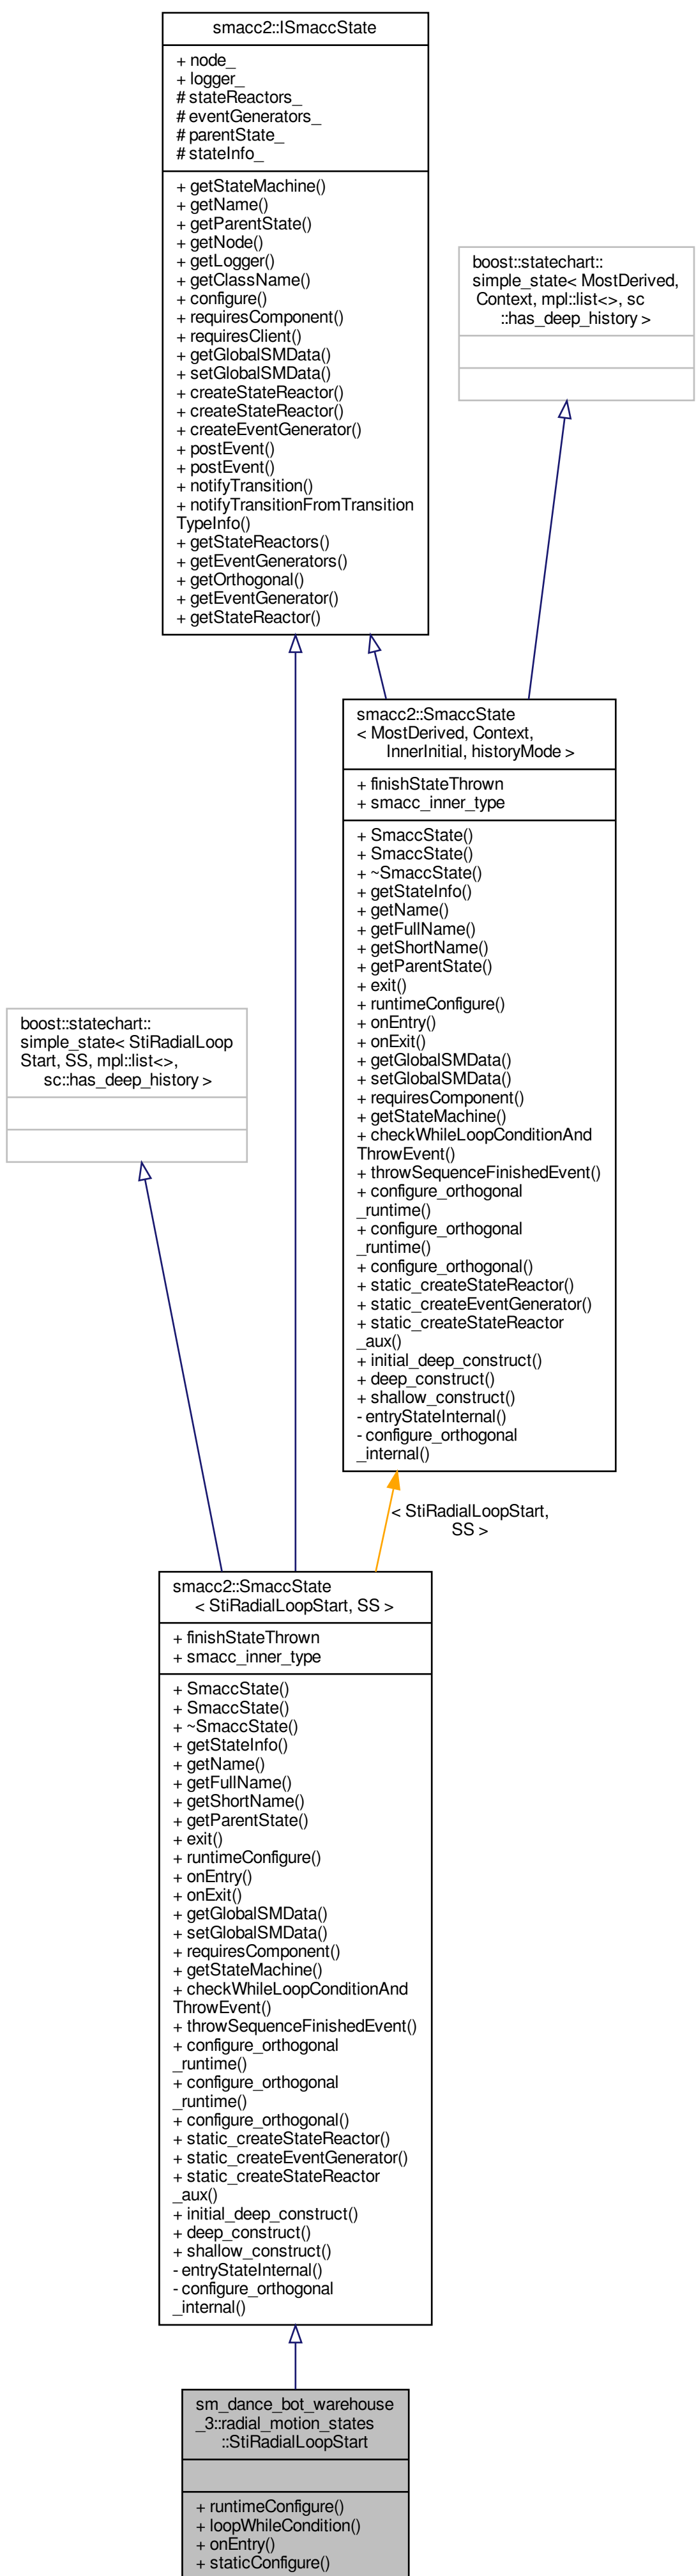 smacc2::ISmaccState
+ node_
+ logger_
# stateReactors_
# eventGenerators_
# parentState_
# stateInfo_
+ getStateMachine()
+ getName()
+ getParentState()
+ getNode()
+ getLogger()
+ getClassName()
+ configure()
+ requiresComponent()
+ requiresClient()
+ getGlobalSMData()
+ setGlobalSMData()
+ createStateReactor()
+ createStateReactor()
+ createEventGenerator()
+ postEvent()
+ postEvent()
+ notifyTransition()
+ notifyTransitionFromTransition
TypeInfo()
+ getStateReactors()
+ getEventGenerators()
+ getOrthogonal()
+ getEventGenerator()
+ getStateReactor()
boost::statechart::
simple_state< MostDerived,
Context, mpl::list<>, sc
::has_deep_history >
smacc2::SmaccState
< MostDerived, Context,
InnerInitial, historyMode >
+ finishStateThrown
+ smacc_inner_type
+ SmaccState()
+ SmaccState()
+ ~SmaccState()
+ getStateInfo()
+ getName()
+ getFullName()
+ getShortName()
+ getParentState()
+ exit()
+ runtimeConfigure()
+ onEntry()
+ onExit()
+ getGlobalSMData()
+ setGlobalSMData()
+ requiresComponent()
+ getStateMachine()
+ checkWhileLoopConditionAnd
ThrowEvent()
+ throwSequenceFinishedEvent()
+ configure_orthogonal
_runtime()
+ configure_orthogonal
_runtime()
+ configure_orthogonal()
+ static_createStateReactor()
+ static_createEventGenerator()
+ static_createStateReactor
_aux()
+ initial_deep_construct()
+ deep_construct()
+ shallow_construct()
- entryStateInternal()
- configure_orthogonal
_internal()
boost::statechart::
simple_state< StiRadialLoop
Start, SS, mpl::list<>,
sc::has_deep_history >
< StiRadialLoopStart,
SS >
smacc2::SmaccState
< StiRadialLoopStart, SS >
+ finishStateThrown
+ smacc_inner_type
+ SmaccState()
+ SmaccState()
+ ~SmaccState()
+ getStateInfo()
+ getName()
+ getFullName()
+ getShortName()
+ getParentState()
+ exit()
+ runtimeConfigure()
+ onEntry()
+ onExit()
+ getGlobalSMData()
+ setGlobalSMData()
+ requiresComponent()
+ getStateMachine()
+ checkWhileLoopConditionAnd
ThrowEvent()
+ throwSequenceFinishedEvent()
+ configure_orthogonal
_runtime()
+ configure_orthogonal
_runtime()
+ configure_orthogonal()
+ static_createStateReactor()
+ static_createEventGenerator()
+ static_createStateReactor
_aux()
+ initial_deep_construct()
+ deep_construct()
+ shallow_construct()
- entryStateInternal()
- configure_orthogonal
_internal()
sm_dance_bot_warehouse
_3::radial_motion_states
::StiRadialLoopStart
+ runtimeConfigure()
+ loopWhileCondition()
+ onEntry()
+ staticConfigure()